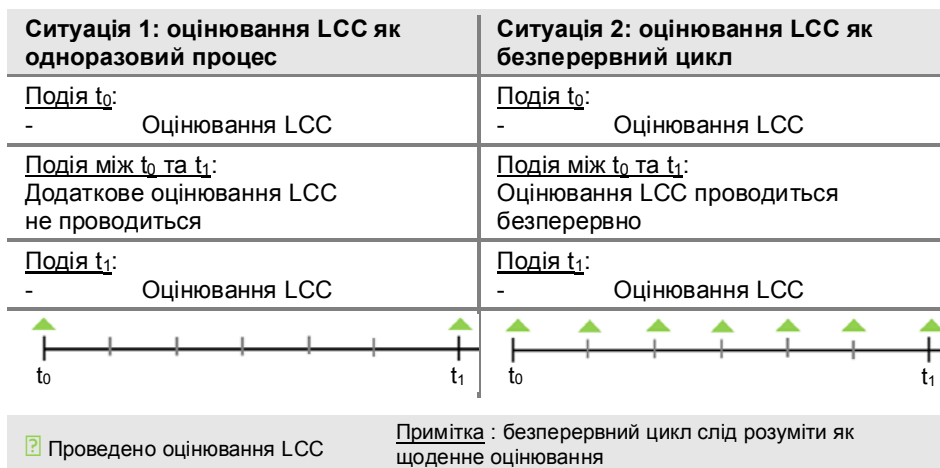 Ситуація 1: оцінювання LCC як
одноразовий процес
Ситуація 2: оцінювання LCC як
безперервний цикл
Подія t₀:
- Оцінювання LCC
Подія t₀:
- Оцінювання LCC
Подія між t₀ та t₁:
Додаткове оцінювання LCC
не проводиться
Подія між t₀ та t₁:
Оцінювання LCC проводиться
безперервно
Подія t₁:
- Оцінювання LCC
Подія t₁:
- Оцінювання LCC
t₀ t₁
t₀ t₁
Проведено оцінювання LCC
Примітка : безперервний цикл слід розуміти як
щоденне оцінювання